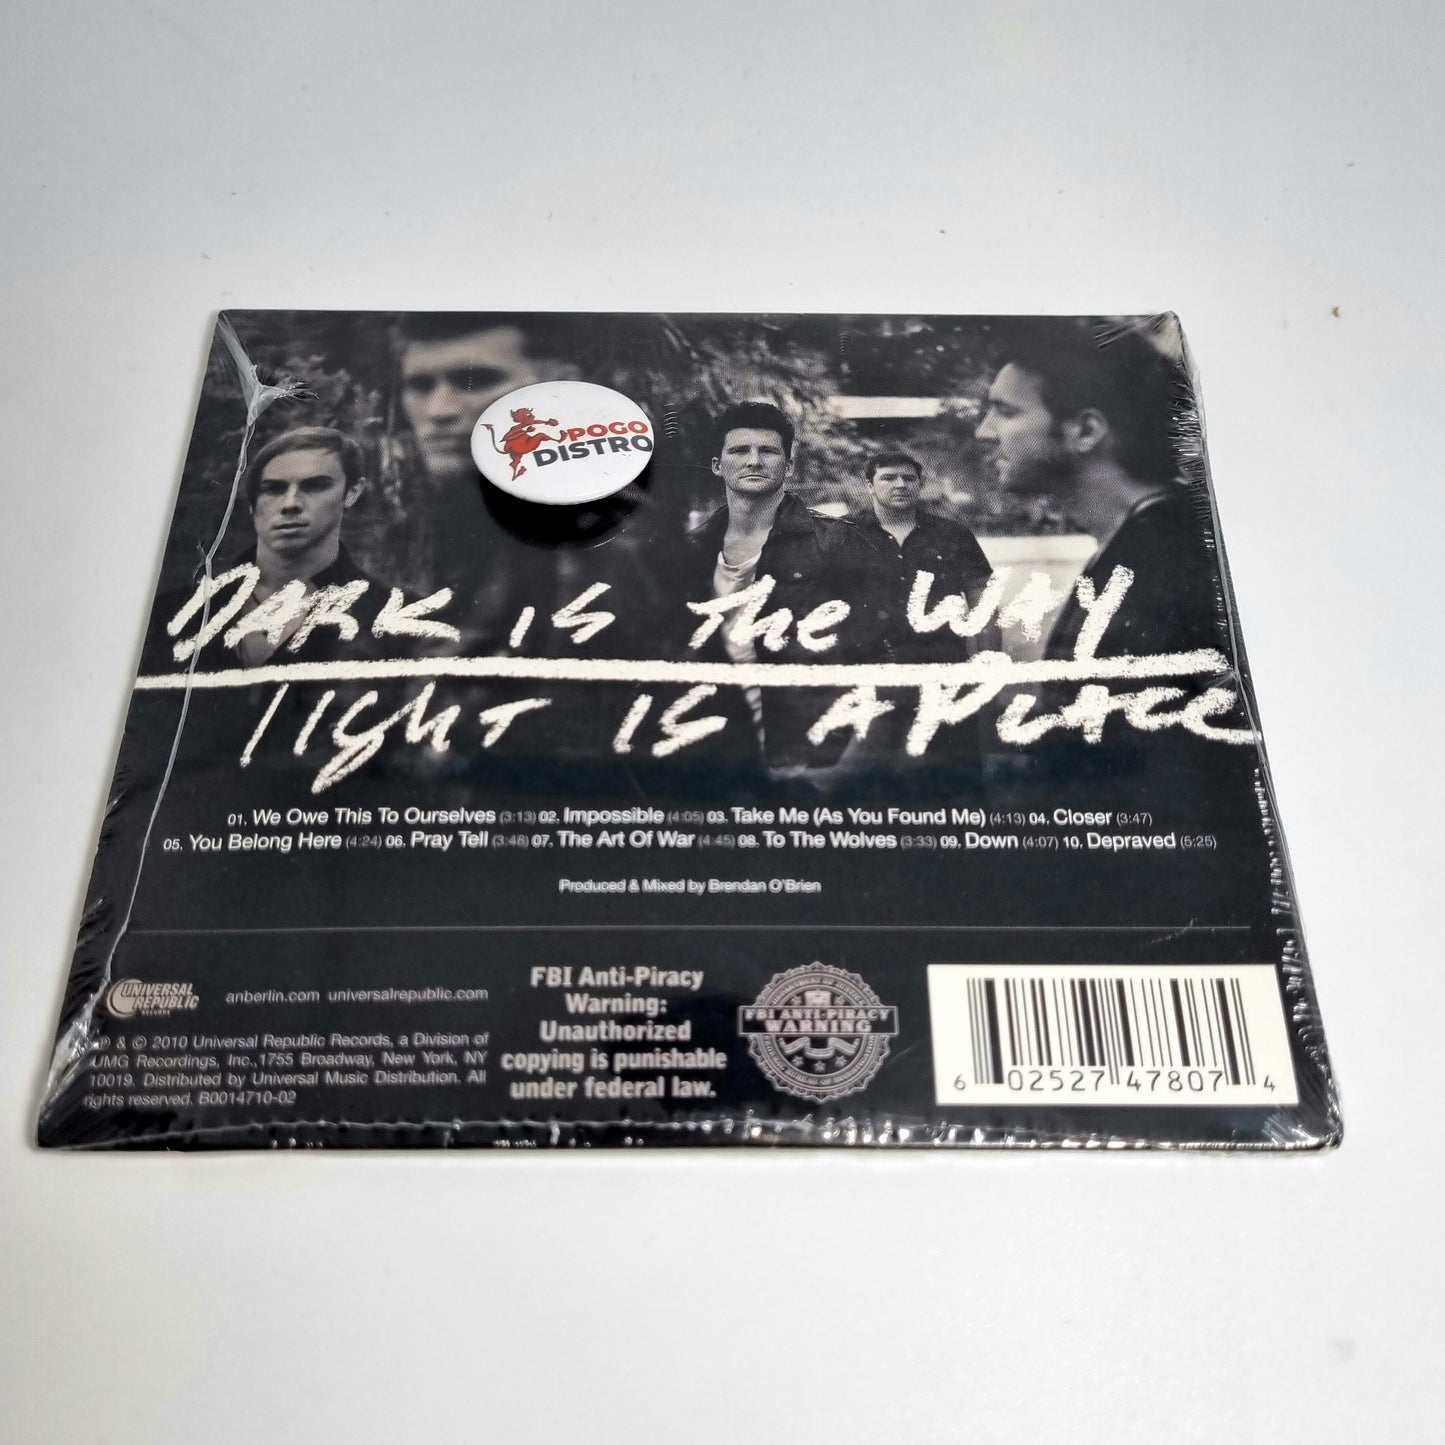 POGO
DISTRO
DARK IS THE WAY
LIGHT IS A PLACE
01. We Owe This To Ourselves (3:13) 02. Impossible (4:05) 03. Take Me (As You Found Me) (4:13) 04. Closer (3:47)
05. You Belong Here (4:24) 06. Pray Tell (3:48) 07. The Art Of War (4:45) 08. To The Wolves (3:33) 09. Down (4:07) 10. Depraved (5:25)
Produced & Mixed by Brendan O'Brien
UNIVERSAL
REPUBLIC
RECORDS
anberlin.com universalrepublic.com
℗ & © 2010 Universal Republic Records, a Division of
UMG Recordings, Inc., 1755 Broadway, New York, NY
10019. Distributed by Universal Music Distribution. All
rights reserved. B0014710-02
FBI Anti-Piracy
Warning:
Unauthorized
copying is punishable
under federal law.
FBI ANTI-PIRACY
WARNING
6 02527 47807 4